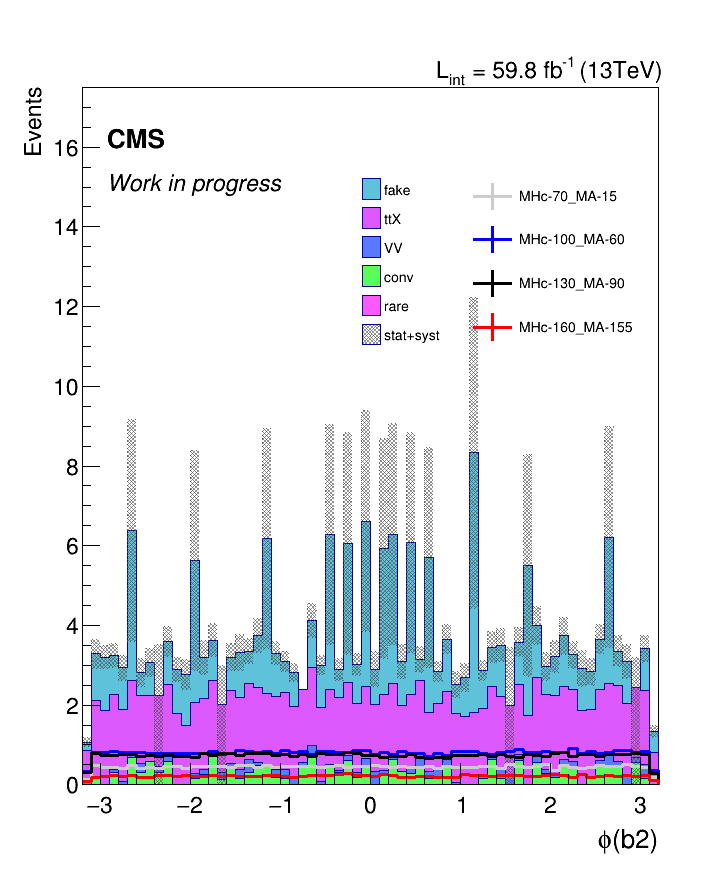 L_int = 59.8 fb^-1 (13TeV)
Events
CMS
Work in progress
fake
ttX
VV
conv
rare
stat+syst
MHc-70_MA-15
MHc-100_MA-60
MHc-130_MA-90
MHc-160_MA-155
16
14
12
10
8
6
4
2
0
−3 −2 −1 0 1 2 3
ϕ(b2)